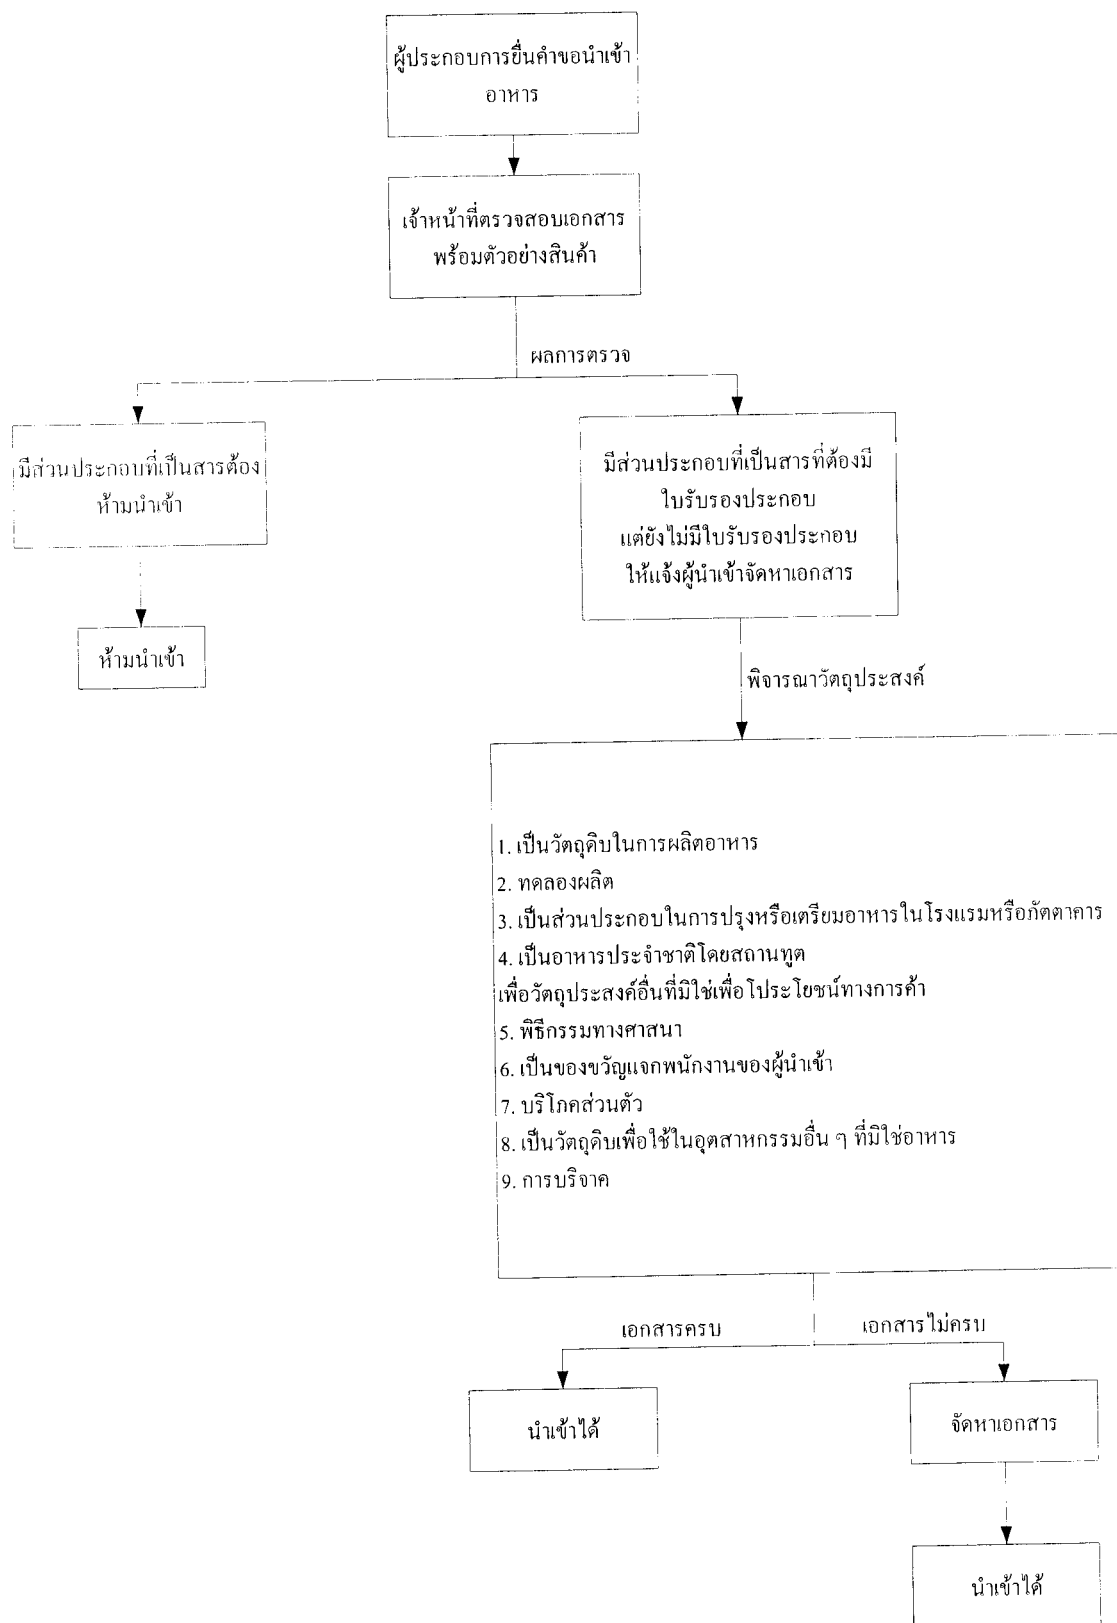 ผู้ประกอบการยื่นคำขอนำเข้า
อาหาร
เจ้าหน้าที่ตรวจสอบเอกสาร
พร้อมตัวอย่างสินค้า
ผลการตรวจ
มีส่วนประกอบที่เป็นสารต้อง
ห้ามนำเข้า
ห้ามนำเข้า
มีส่วนประกอบที่เป็นสารที่ต้องมี
ใบรับรองประกอบ
แต่ยังไม่มีใบรับรองประกอบ
ให้แจ้งผู้นำเข้าจัดหาเอกสาร
พิจารณาวัตถุประสงค์
1. เป็นวัตถุดิบในการผลิตอาหาร
2. ทดลองผลิต
3. เป็นส่วนประกอบในการปรุงหรือเตรียมอาหารในโรงแรมหรือภัตตาคาร
4. เป็นอาหารประจำชาติโดยสถานทูต
เพื่อวัตถุประสงค์อื่นที่มิใช่เพื่อโประโยชน์ทางการค้า
5. พิธีกรรมทางศาสนา
6. เป็นของขวัญแจกพนักงานของผู้นำเข้า
7. บริโภคส่วนตัว
8. เป็นวัตถุดิบเพื่อใช้ในอุตสาหกรรมอื่น ๆ ที่มิใช่อาหาร
9. การบริจาค
เอกสารครบ
เอกสารไม่ครบ
นำเข้าได้
จัดหาเอกสาร
นำเข้าได้